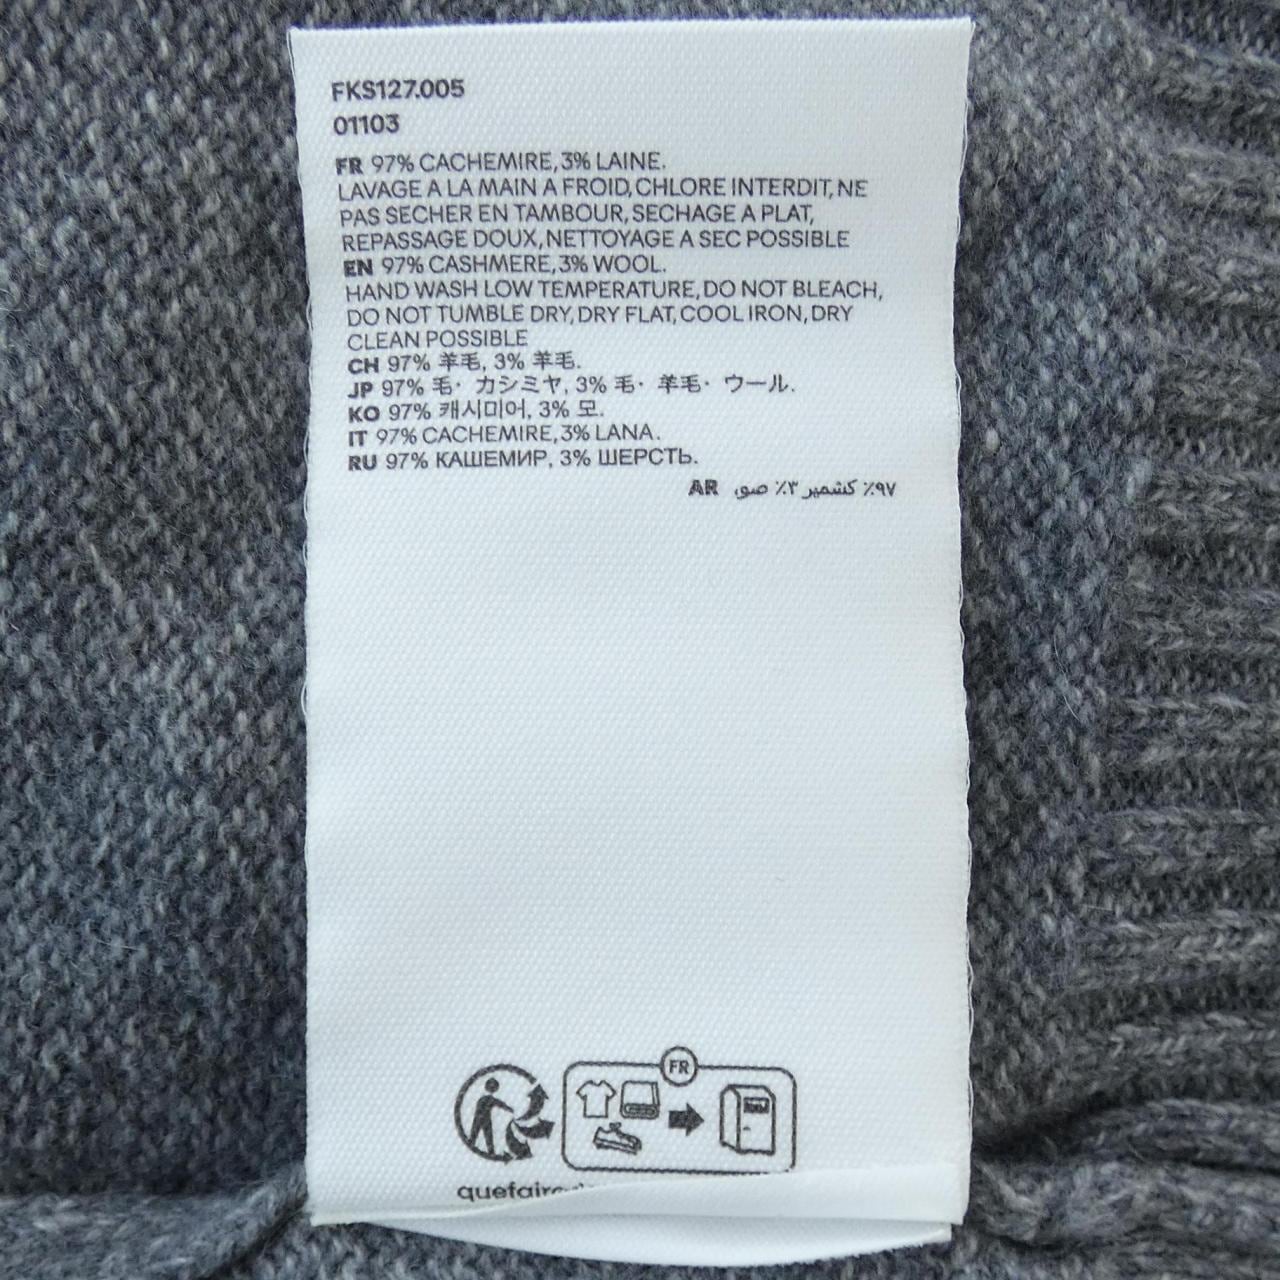 FKS127.005
01103
FR 97% CACHEMIRE, 3% LAINE.
LAVAGE A LA MAIN A FROID, CHLORE INTERDIT, NE
PAS SECHER EN TAMBOUR, SECHAGE A PLAT,
REPASSAGE DOUX, NETTOYAGE A SEC POSSIBLE
EN 97% CASHMERE, 3% WOOL.
HAND WASH LOW TEMPERATURE, DO NOT BLEACH,
DO NOT TUMBLE DRY, DRY FLAT, COOL IRON, DRY
CLEAN POSSIBLE
CH 97% 羊毛, 3% 羊毛.
JP 97% 毛· カシミヤ, 3% 毛· 羊毛· ウール.
KO 97% 캐시미어, 3% 모.
IT 97% CACHEMIRE, 3% LANA.
RU 97% КАШЕМИР, 3% ШЕРСТЬ.
AR ٩٧٪ كشمير ٣٪ صو
FR